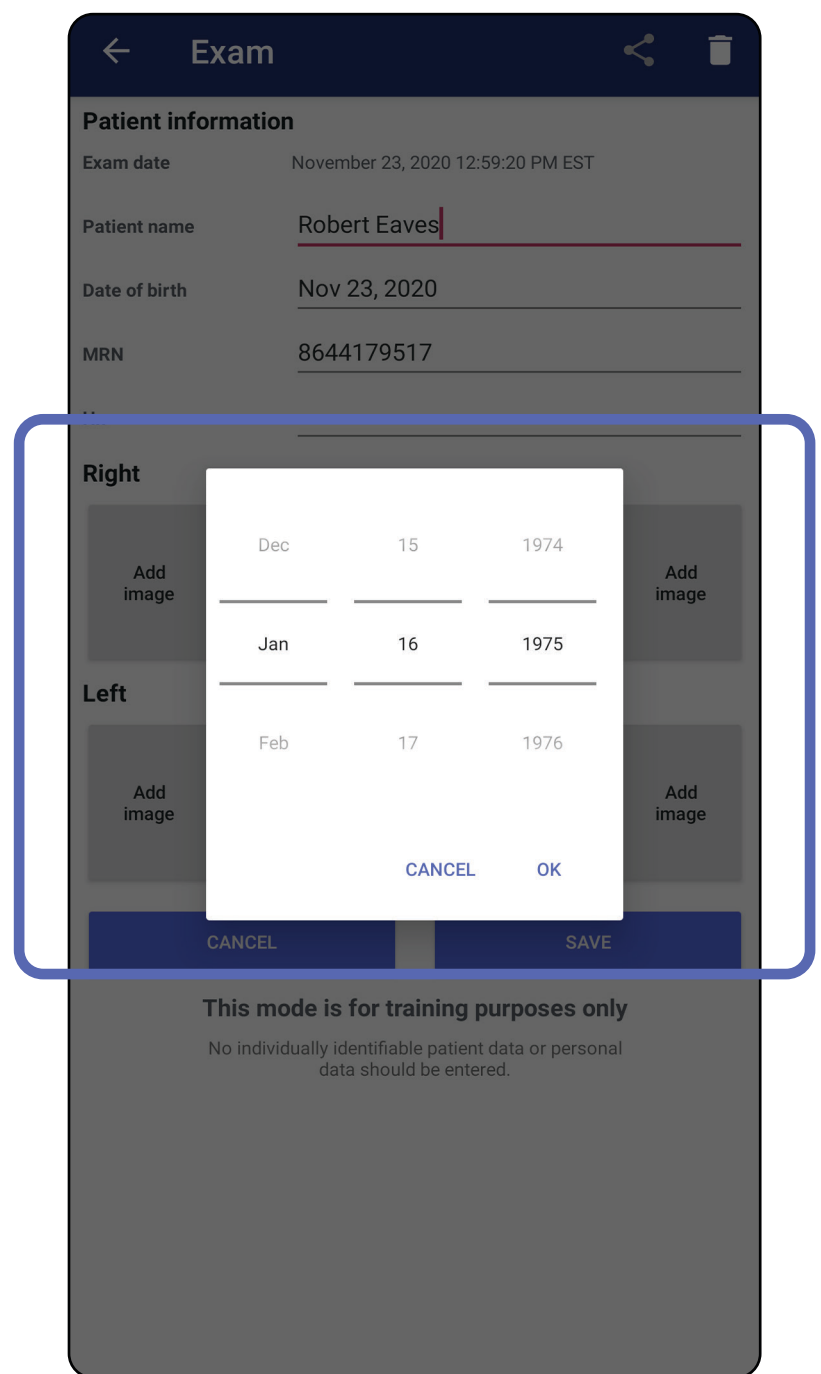 Exam
Patient information
Exam date November 23, 2020 12:59:20 PM EST
Patient name Robert Eaves
Date of birth Nov 23, 2020
MRN 8644179517
Right
Add
image
Add
image
Dec 15 1974
Jan 16 1975
Feb 17 1976
Left
Add
image
Add
image
CANCEL OK
CANCEL SAVE
This mode is for training purposes only
No individually identifiable patient data or personal
data should be entered.